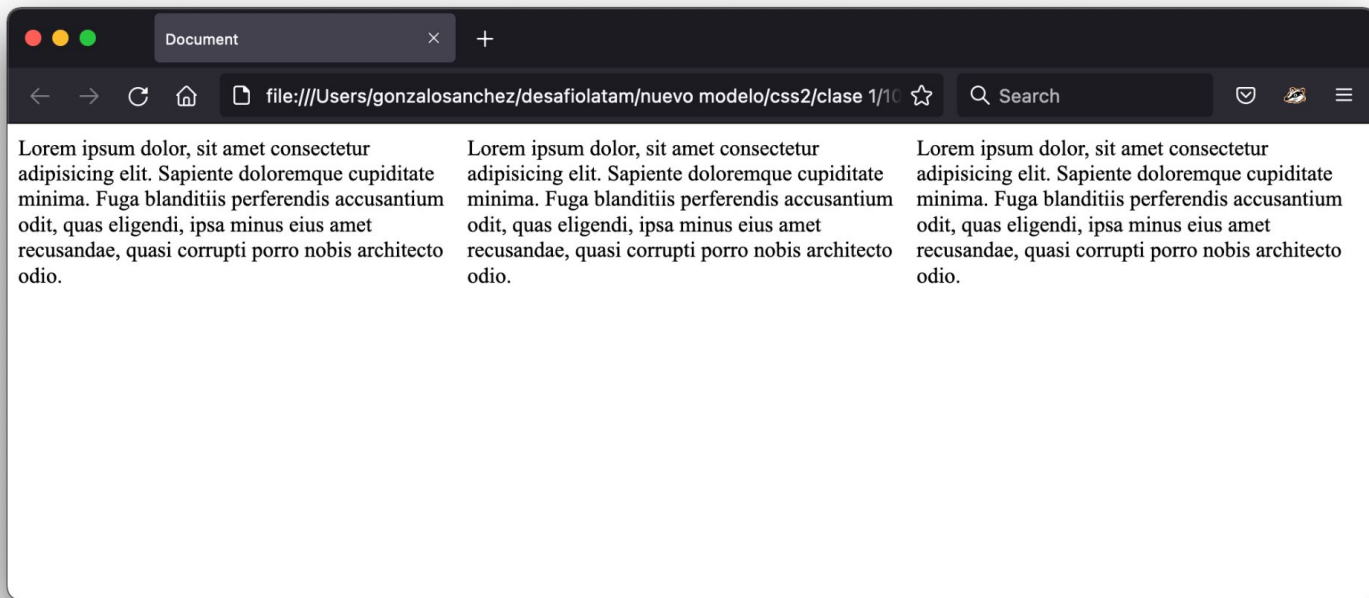 Document
file:///Users/gonzalosanchez/desafiolatam/nuevo modelo/css2/clase 1/10
Search
Lorem ipsum dolor, sit amet consectetur
adipisicing elit. Sapiente doloremque cupiditate
minima. Fuga blanditiis perferendis accusantium
odit, quas eligendi, ipsa minus eius amet
recusandae, quasi corrupti porro nobis architecto
odio.
Lorem ipsum dolor, sit amet consectetur
adipisicing elit. Sapiente doloremque cupiditate
minima. Fuga blanditiis perferendis accusantium
odit, quas eligendi, ipsa minus eius amet
recusandae, quasi corrupti porro nobis architecto
odio.
Lorem ipsum dolor, sit amet consectetur
adipisicing elit. Sapiente doloremque cupiditate
minima. Fuga blanditiis perferendis accusantium
odit, quas eligendi, ipsa minus eius amet
recusandae, quasi corrupti porro nobis architecto
odio.